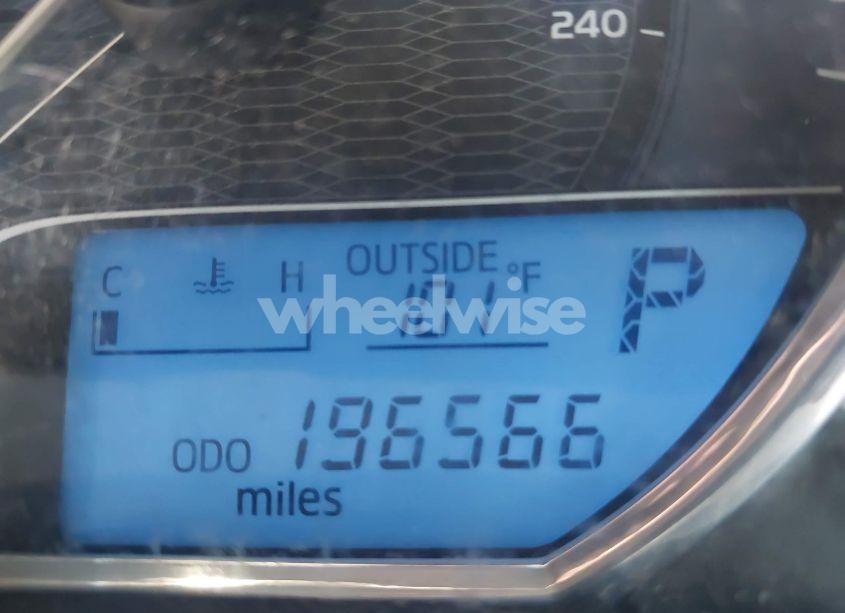 240
OUTSIDE
C H °F
wheelwise
ODO 196566
miles
P